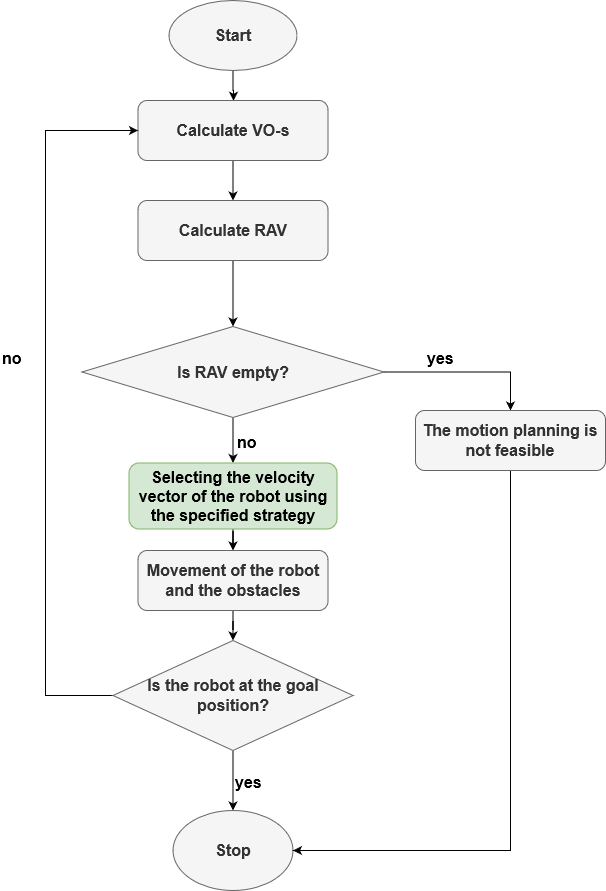 Start
Calculate VO-s
Calculate RAV
Is RAV empty?
yes
no
The motion planning is
not feasible
no
Selecting the velocity
vector of the robot using
the specified strategy
Movement of the robot
and the obstacles
Is the robot at the goal
position?
yes
Stop